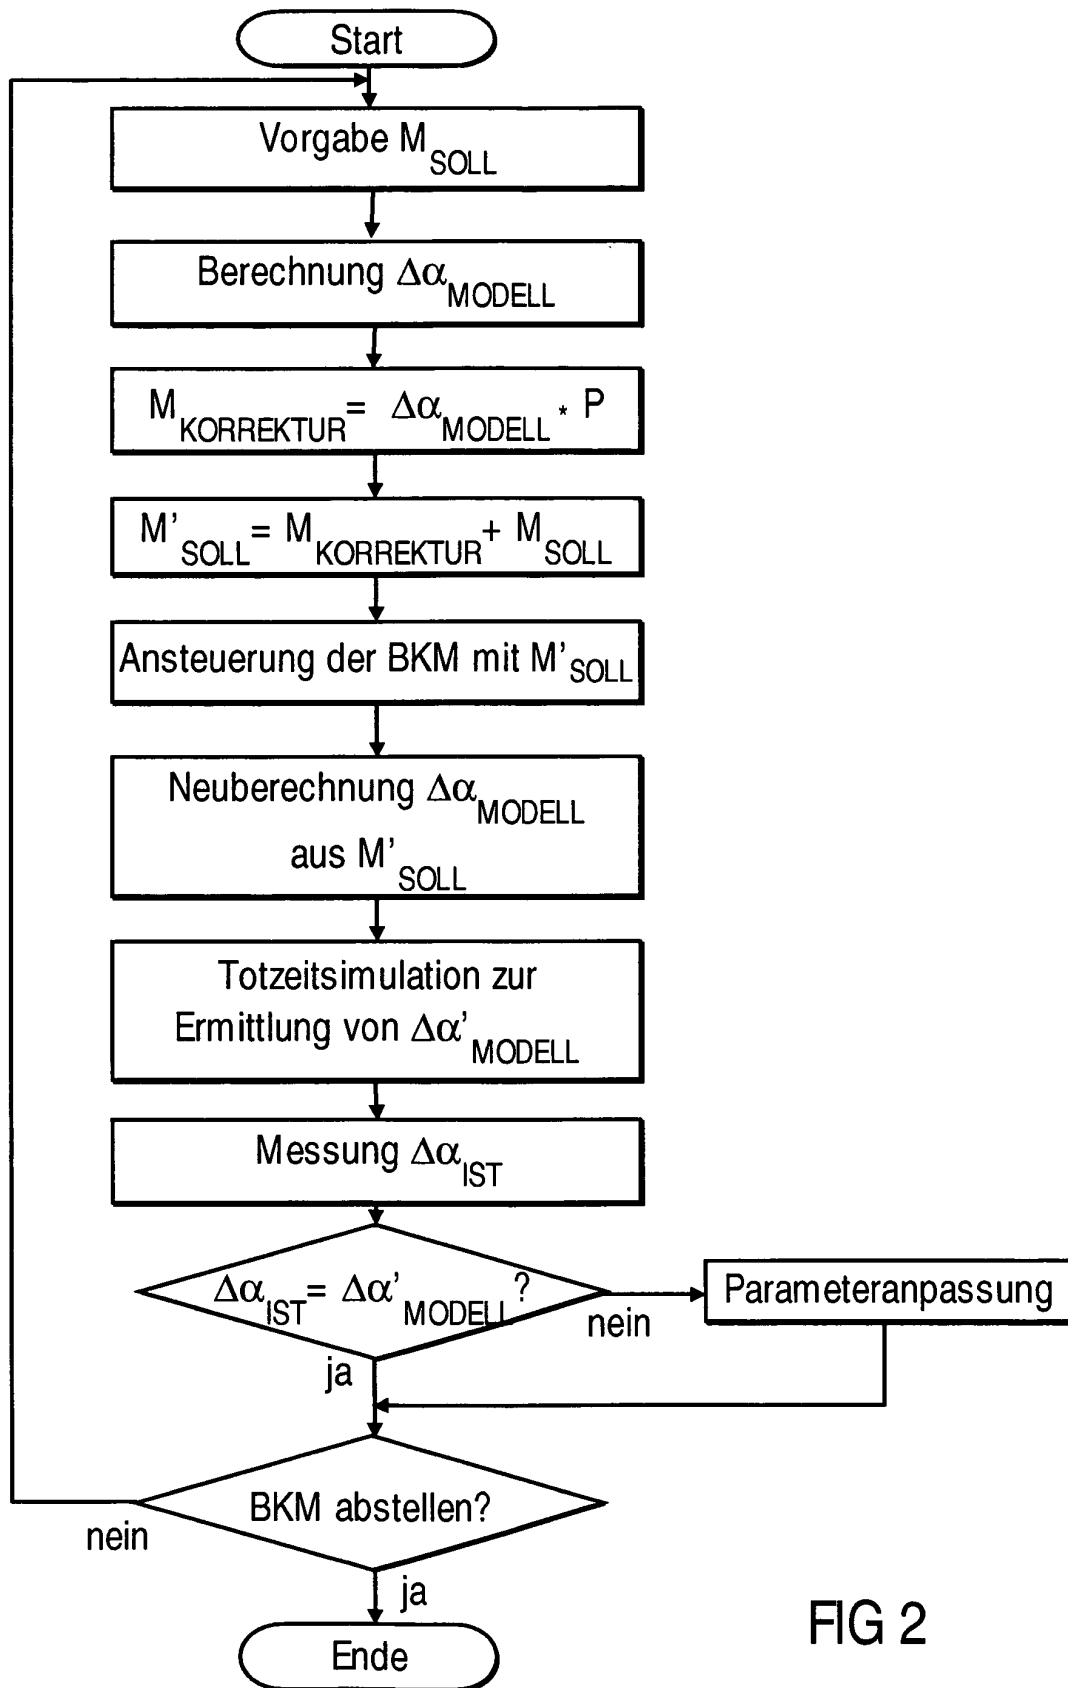 Start
Vorgabe M_SOLL
Berechnung Δα_MODELL
M_KORREKTUR = Δα_MODELL * P
M'_SOLL = M_KORREKTUR + M_SOLL
Ansteuerung der BKM mit M'_SOLL
Neuberechnung Δα_MODELL
aus M'_SOLL
Totzeitsimulation zur
Ermittlung von Δα'_MODELL
Messung Δα_IST
Δα_IST = Δα'_MODELL ?
nein
Parameteranpassung
ja
BKM abstellen?
nein
ja
Ende
FIG 2